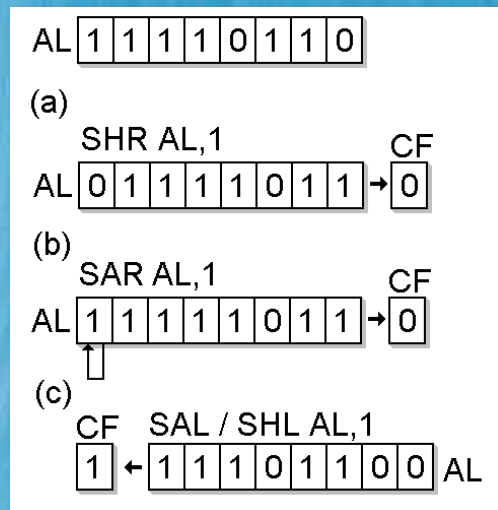 AL 1 1 1 1 0 1 1 0
(a)
SHR AL,1 CF
AL 0 1 1 1 1 0 1 1 → 0
(b)
SAR AL,1 CF
AL 1 1 1 1 1 0 1 1 → 0
(c)
CF SAL / SHL AL,1
1 ← 1 1 1 0 1 1 0 0 AL